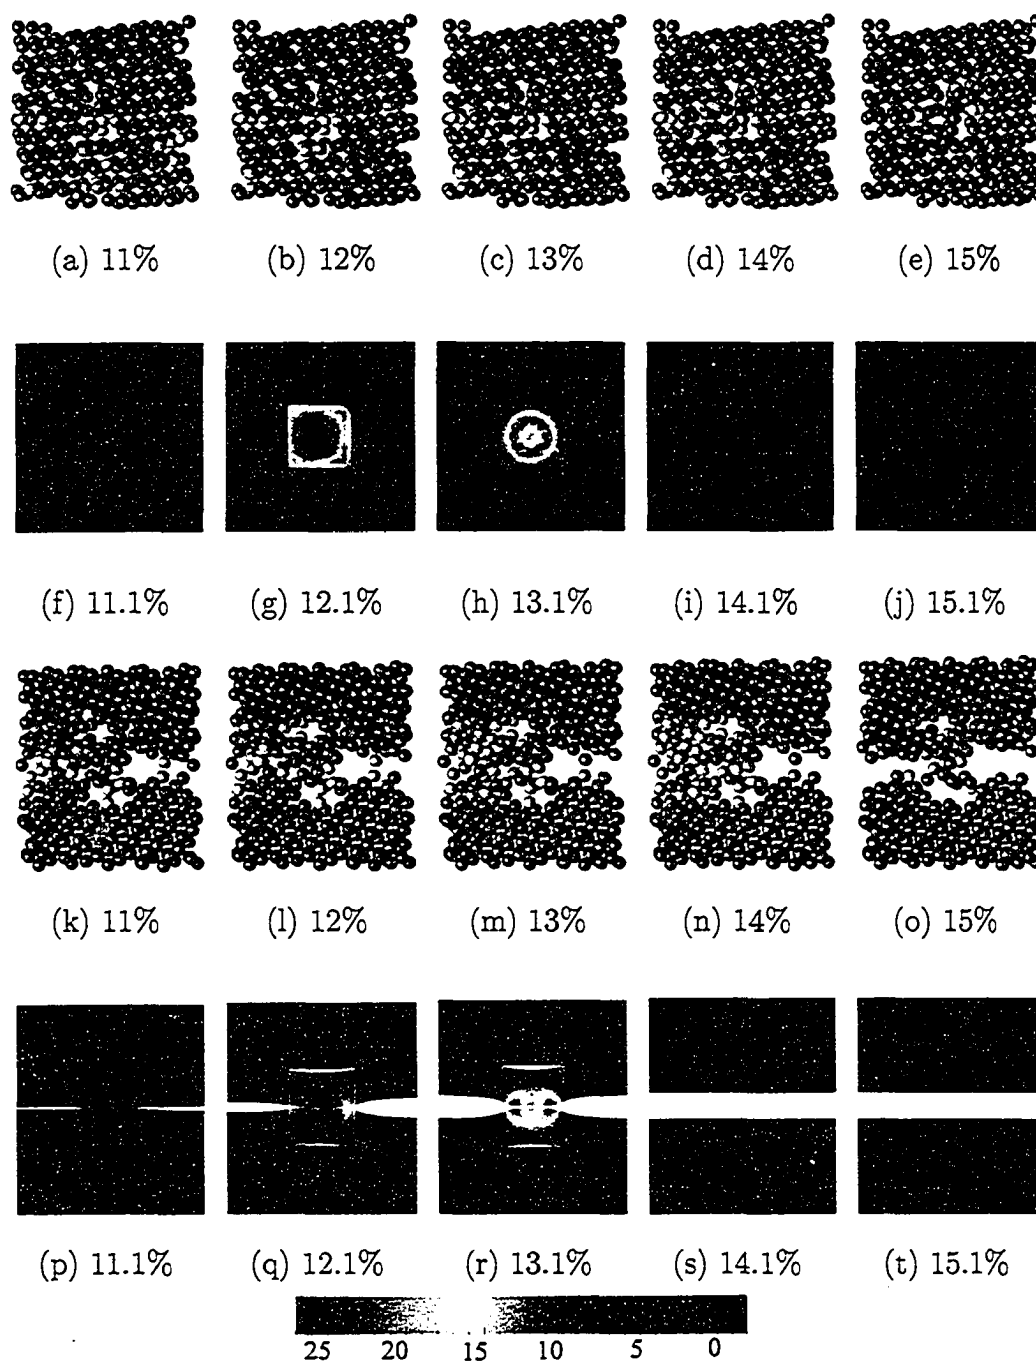 (a) 11% (b) 12% (c) 13% (d) 14% (e) 15%
(f) 11.1% (g) 12.1% (h) 13.1% (i) 14.1% (j) 15.1%
(k) 11% (l) 12% (m) 13% (n) 14% (o) 15%
(p) 11.1% (q) 12.1% (r) 13.1% (s) 14.1% (t) 15.1%
25 20 15 10 5 0